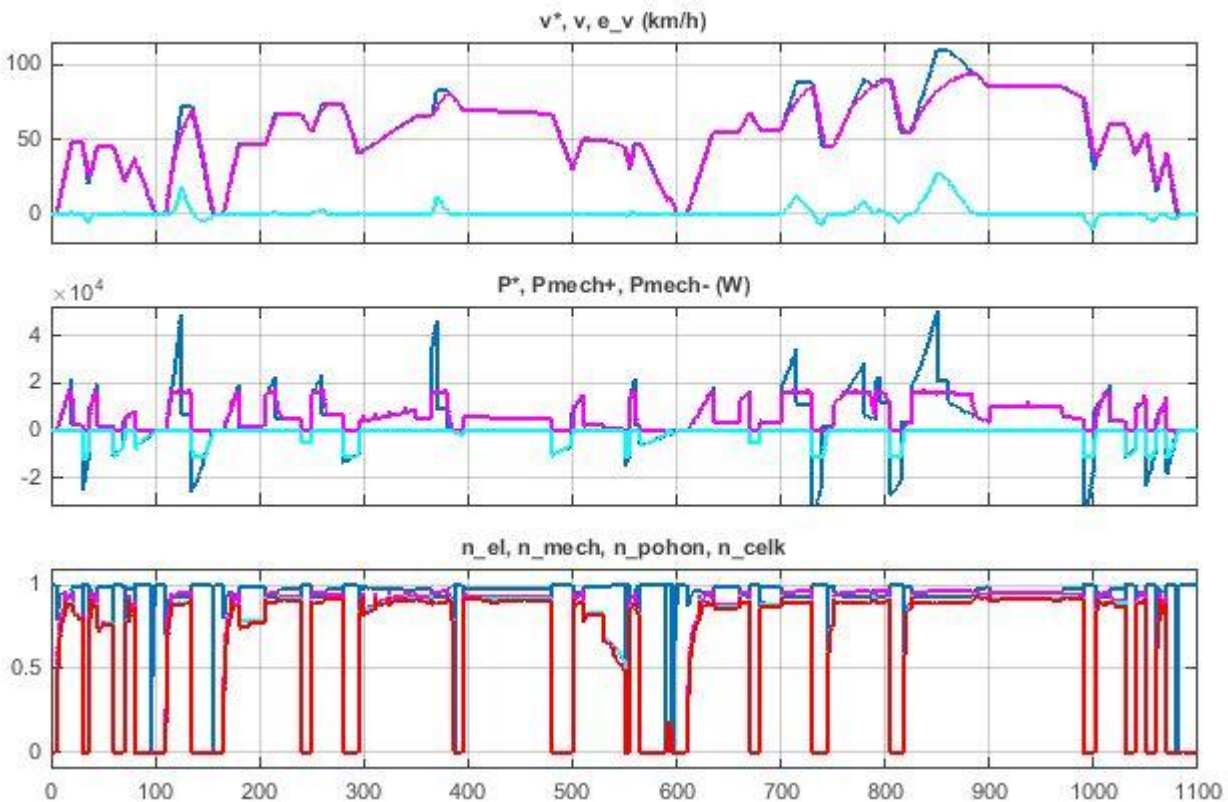 v*, v, e_v (km/h)
100
50
0
P*, Pmech+, Pmech- (W)
×10⁴
4
2
0
-2
n_el, n_mech, n_pohon, n_celk
1
0.5
0
0 100 200 300 400 500 600 700 800 900 1000 1100